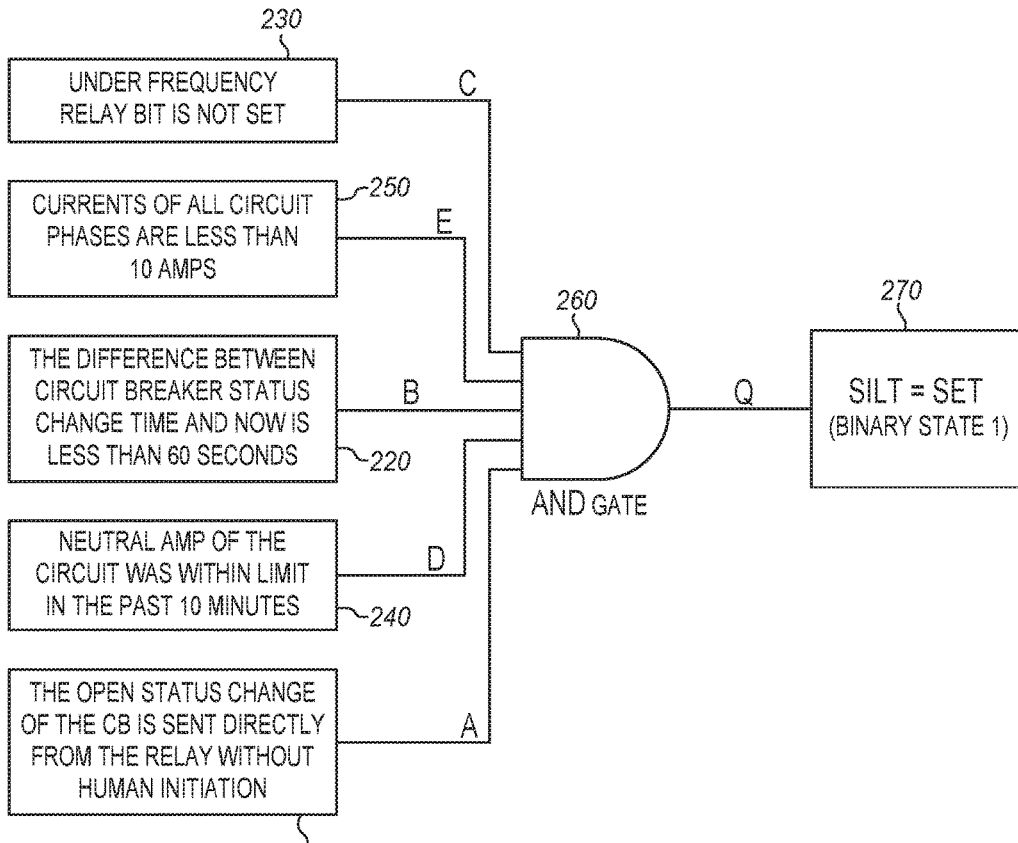 230
UNDER FREQUENCY
RELAY BIT IS NOT SET
C
250
CURRENTS OF ALL CIRCUIT
PHASES ARE LESS THAN
10 AMPS
E
260
270
THE DIFFERENCE BETWEEN
CIRCUIT BREAKER STATUS
CHANGE TIME AND NOW IS
LESS THAN 60 SECONDS
220
B
Q
SILT = SET
(BINARY STATE 1)
AND GATE
NEUTRAL AMP OF THE
CIRCUIT WAS WITHIN LIMIT
IN THE PAST 10 MINUTES
240
D
THE OPEN STATUS CHANGE
OF THE CB IS SENT DIRECTLY
FROM THE RELAY WITHOUT
HUMAN INITIATION
A